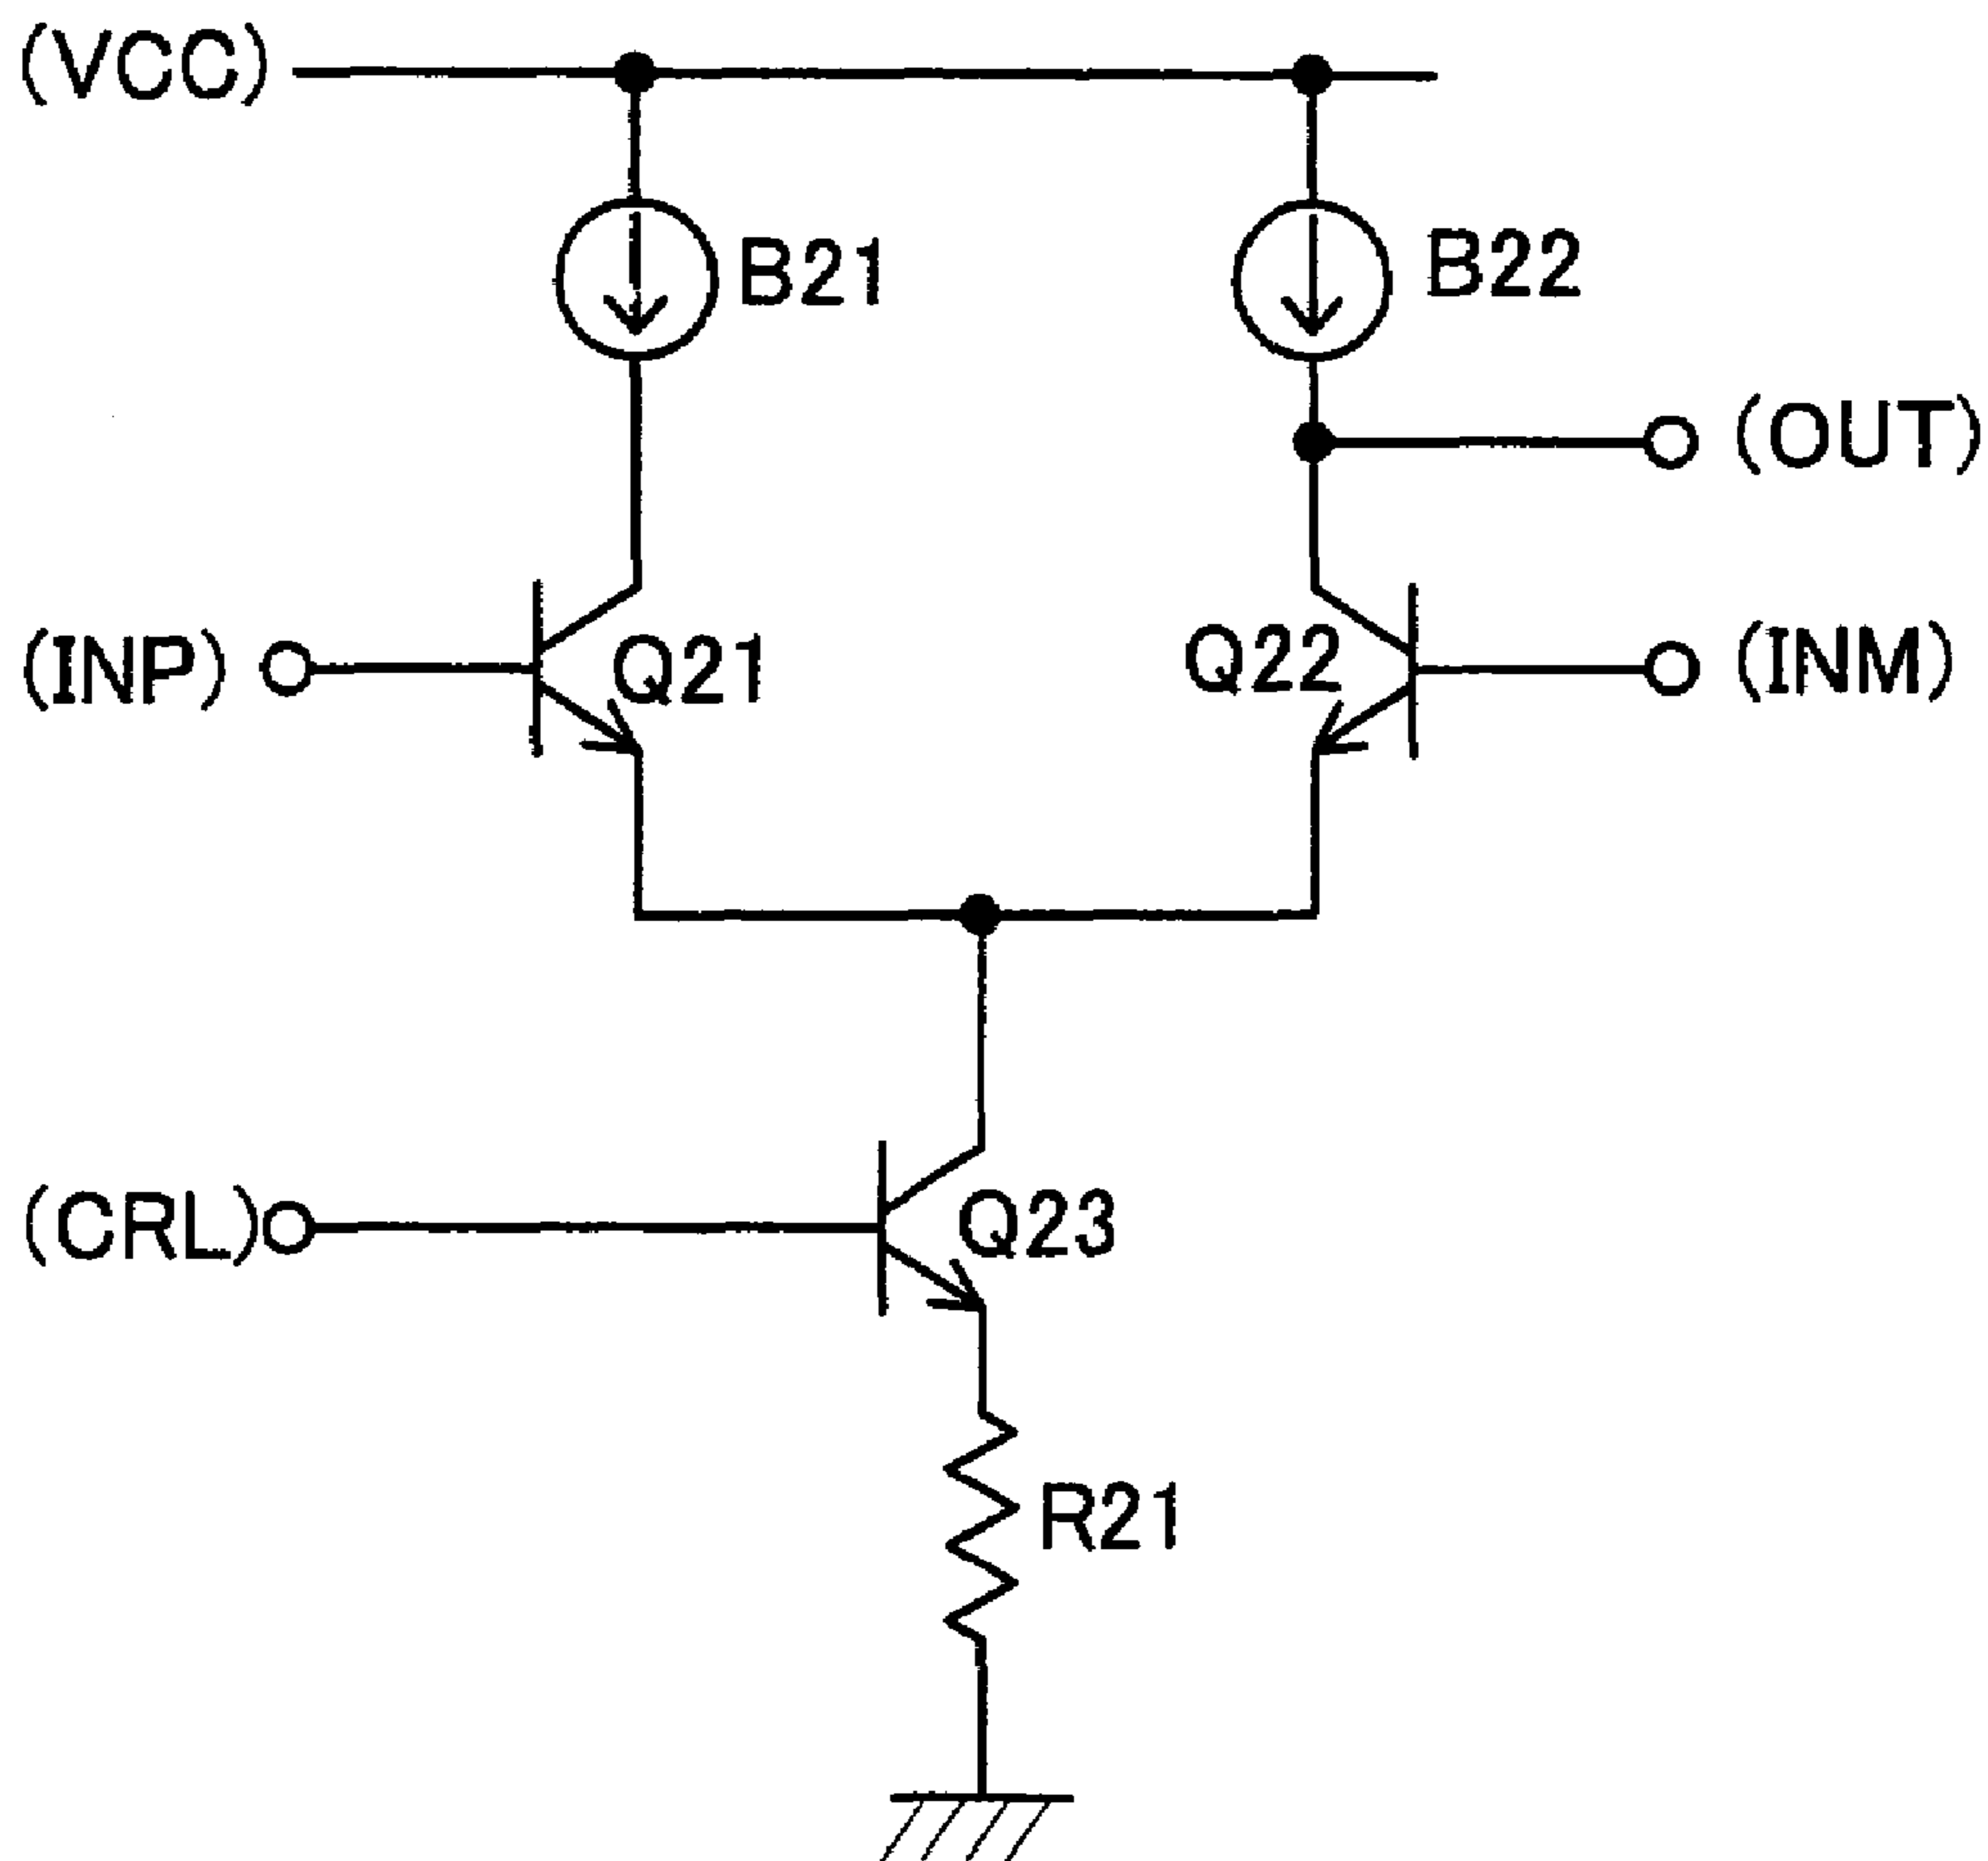 (VCC)
B21
B22
(OUT)
(INP)
Q21
Q22
(INM)
(CRL)
Q23
R21